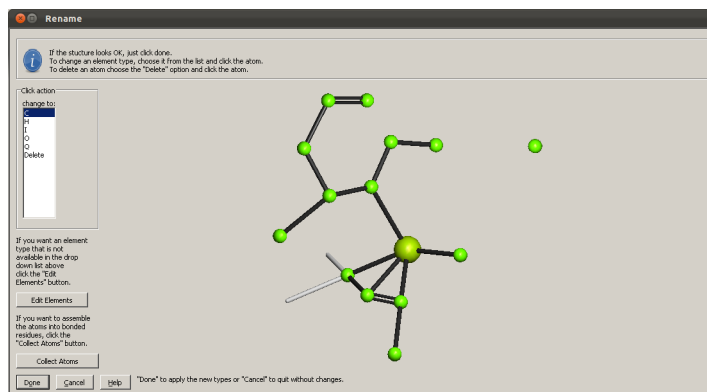 Rename
If the stucture looks OK, just click done.
To change an element type, choose it from the list and click the atom.
To delete an atom choose the "Delete" option and click the atom.
Click action
change to:
C
H
I
O
Q
Delete
If you want an element
type that is not
available in the drop
down list above
click the "Edit
Elements" button.
Edit Elements
If you want to assemble
the atoms into bonded
residues, click the
"Collect Atoms" button.
Collect Atoms
Done
Cancel
Help
"Done" to apply the new types or "Cancel" to quit without changes.